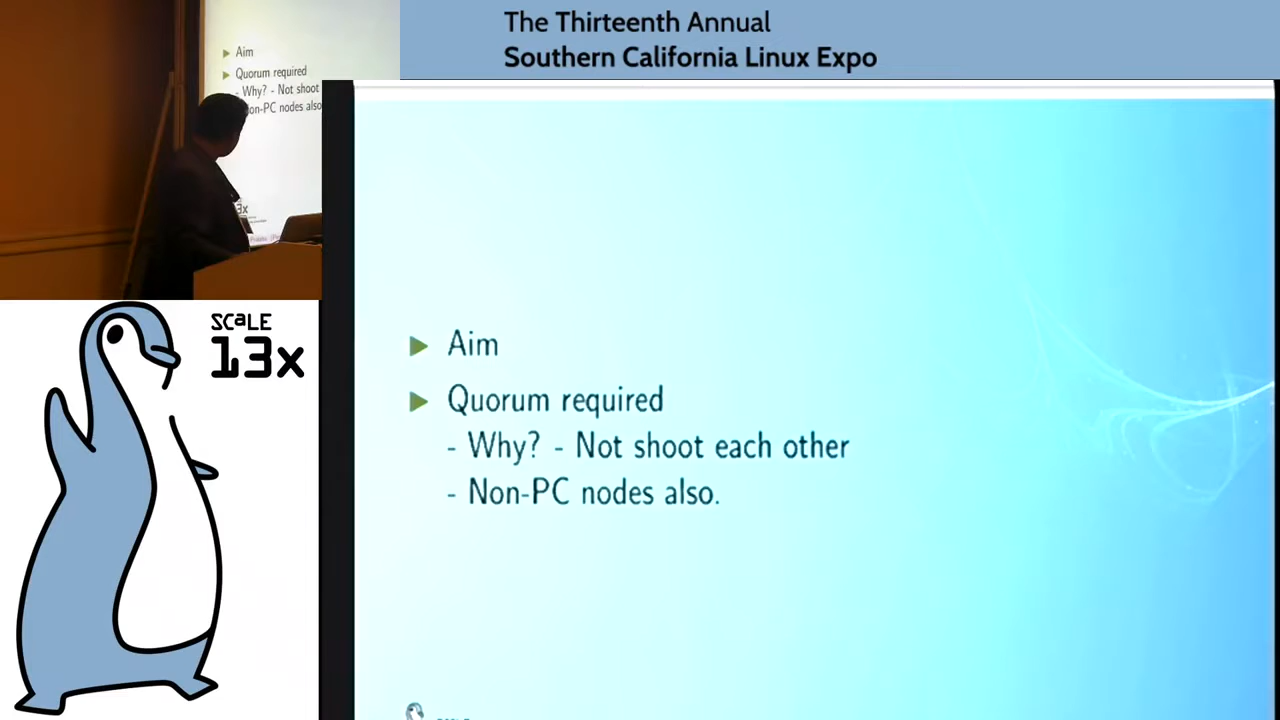 The Thirteenth Annual
Southern California Linux Expo
Aim
Quorum required
- Why? - Not shoot
Non-PC nodes also
3x
SCaLE
13x
Aim
Quorum required
- Why? - Not shoot each other
- Non-PC nodes also.